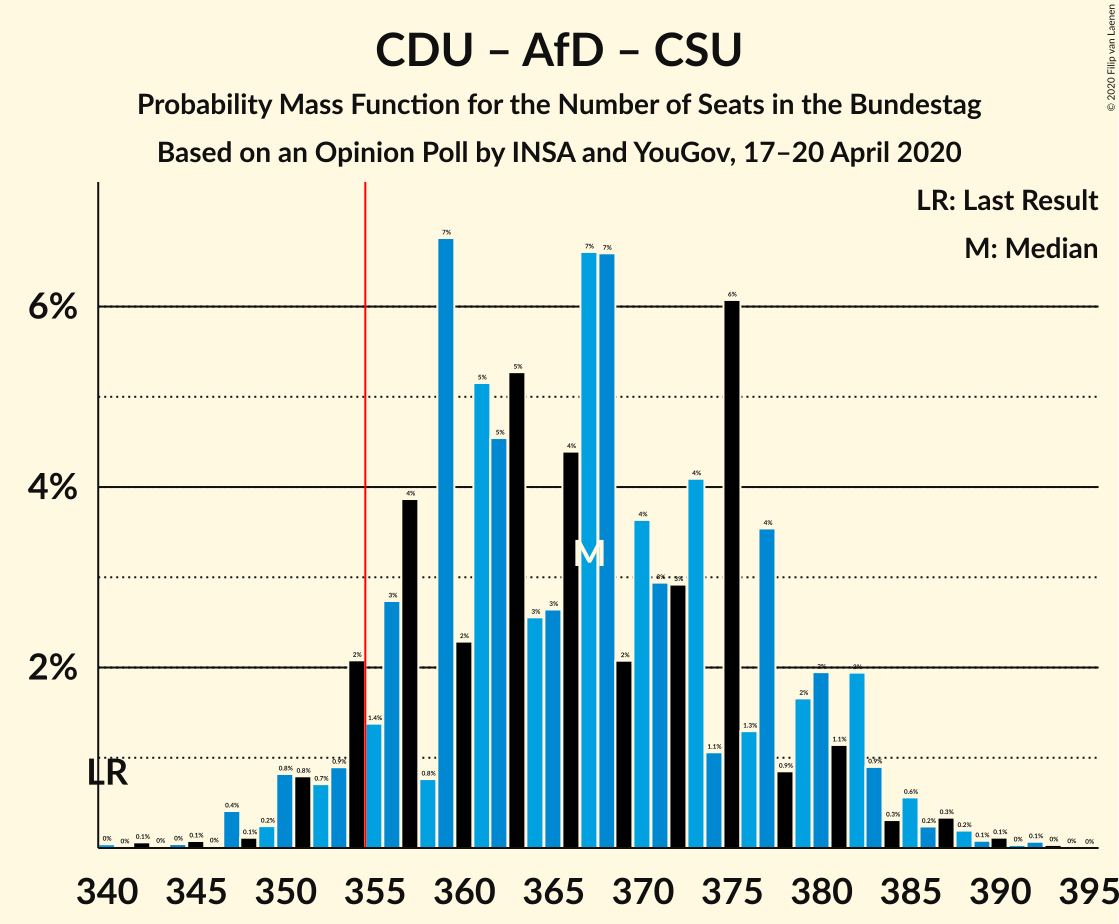 CDU – AfD – CSU
Probability Mass Function for the Number of Seats in the Bundestag
Based on an Opinion Poll by INSA and YouGov, 17–20 April 2020
© 2020 Filip van Laenen
LR: Last Result
M: Median
6%
4%
2%
LR
M
0% 0% 0.1% 0% 0% 0.1% 0% 0.4% 0.1% 0.2% 0.8% 0.8% 0.7% 0.9% 2% 1.4% 3% 4% 0.8% 7% 2% 5% 5% 5% 3% 3% 4% 7% 7% 2% 4% 3% 3% 4% 1.1% 6% 1.3% 4% 0.9% 2% 2% 1.1% 2% 0.9% 0.3% 0.6% 0.2% 0.3% 0.2% 0.1% 0.1% 0% 0.1% 0% 0% 0%
340 345 350 355 360 365 370 375 380 385 390 395